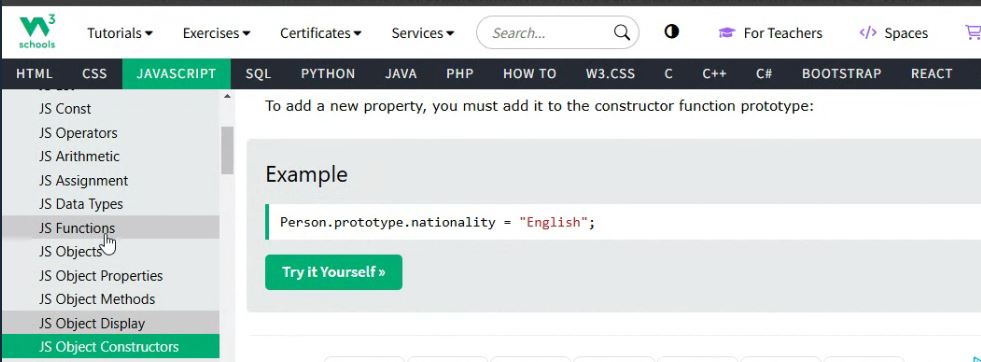 W3
schools
Tutorials
Exercises
Certificates
Services
Search...
For Teachers
</> Spaces
HTML CSS JAVASCRIPT SQL PYTHON JAVA PHP HOW TO W3.CSS C C++ C# BOOTSTRAP REACT
JS Const
JS Operators
JS Arithmetic
JS Assignment
JS Data Types
JS Functions
JS Objects
JS Object Properties
JS Object Methods
JS Object Display
JS Object Constructors
To add a new property, you must add it to the constructor function prototype:
Example
Person.prototype.nationality = "English";
Try it Yourself »